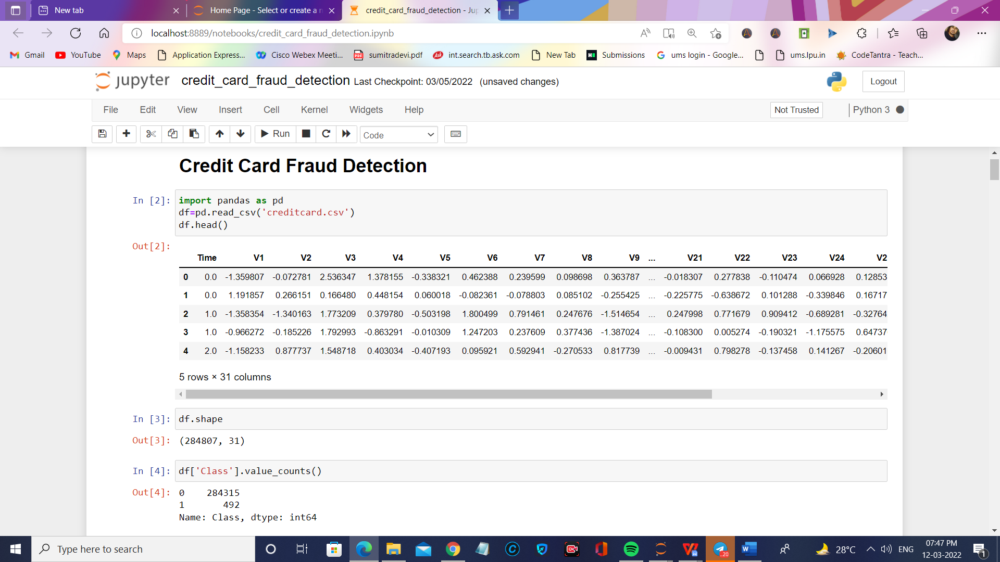 New tab
Home Page - Select or create a n
credit_card_fraud_detection - Jup
localhost:8889/notebooks/credit_card_fraud_detection.ipynb
Gmail YouTube Maps Application Express... Cisco Webex Meeti... sumitradevi.pdf int.search.tb.ask.com New Tab Submissions ums login - Google... ums.lpu.in CodeTantra - Teach...
jupyter credit_card_fraud_detection Last Checkpoint: 03/05/2022 (unsaved changes) Logout
File Edit View Insert Cell Kernel Widgets Help Not Trusted Python 3
Run Code
Credit Card Fraud Detection
In [2]: import pandas as pd
df=pd.read_csv('creditcard.csv')
df.head()
Out[2]:
Time V1 V2 V3 V4 V5 V6 V7 V8 V9 ... V21 V22 V23 V24 V2
0 0.0 -1.359807 -0.072781 2.536347 1.378155 -0.338321 0.462388 0.239599 0.098698 0.363787 ... -0.018307 0.277838 -0.110474 0.066928 0.12853
1 0.0 1.191857 0.266151 0.166480 0.448154 0.060018 -0.082361 -0.078803 0.085102 -0.255425 ... -0.225775 -0.638672 0.101288 -0.339846 0.16717
2 1.0 -1.358354 -1.340163 1.773209 0.379780 -0.503198 1.800499 0.791461 0.247676 -1.514654 ... 0.247998 0.771679 0.909412 -0.689281 -0.32764
3 1.0 -0.966272 -0.185226 1.792993 -0.863291 -0.010309 1.247203 0.237609 0.377436 -1.387024 ... -0.108300 0.005274 -0.190321 -1.175575 0.64737
4 2.0 -1.158233 0.877737 1.548718 0.403034 -0.407193 0.095921 0.592941 -0.270533 0.817739 ... -0.009431 0.798278 -0.137458 0.141267 -0.20601
5 rows × 31 columns
In [3]: df.shape
Out[3]: (284807, 31)
In [4]: df['Class'].value_counts()
Out[4]: 0 284315
1 492
Name: Class, dtype: int64
Type here to search
28°C ENG
07:47 PM
12-03-2022
1